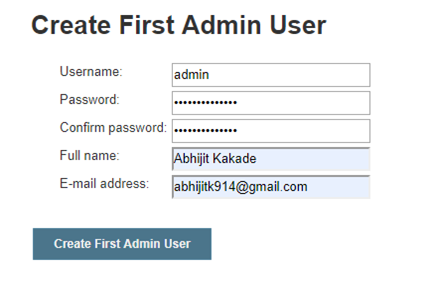 Create First Admin User
Username: admin
Password: ••••••••••••••
Confirm password: ••••••••••••••
Full name: Abhijit Kakade
E-mail address: abhijitk914@gmail.com
Create First Admin User